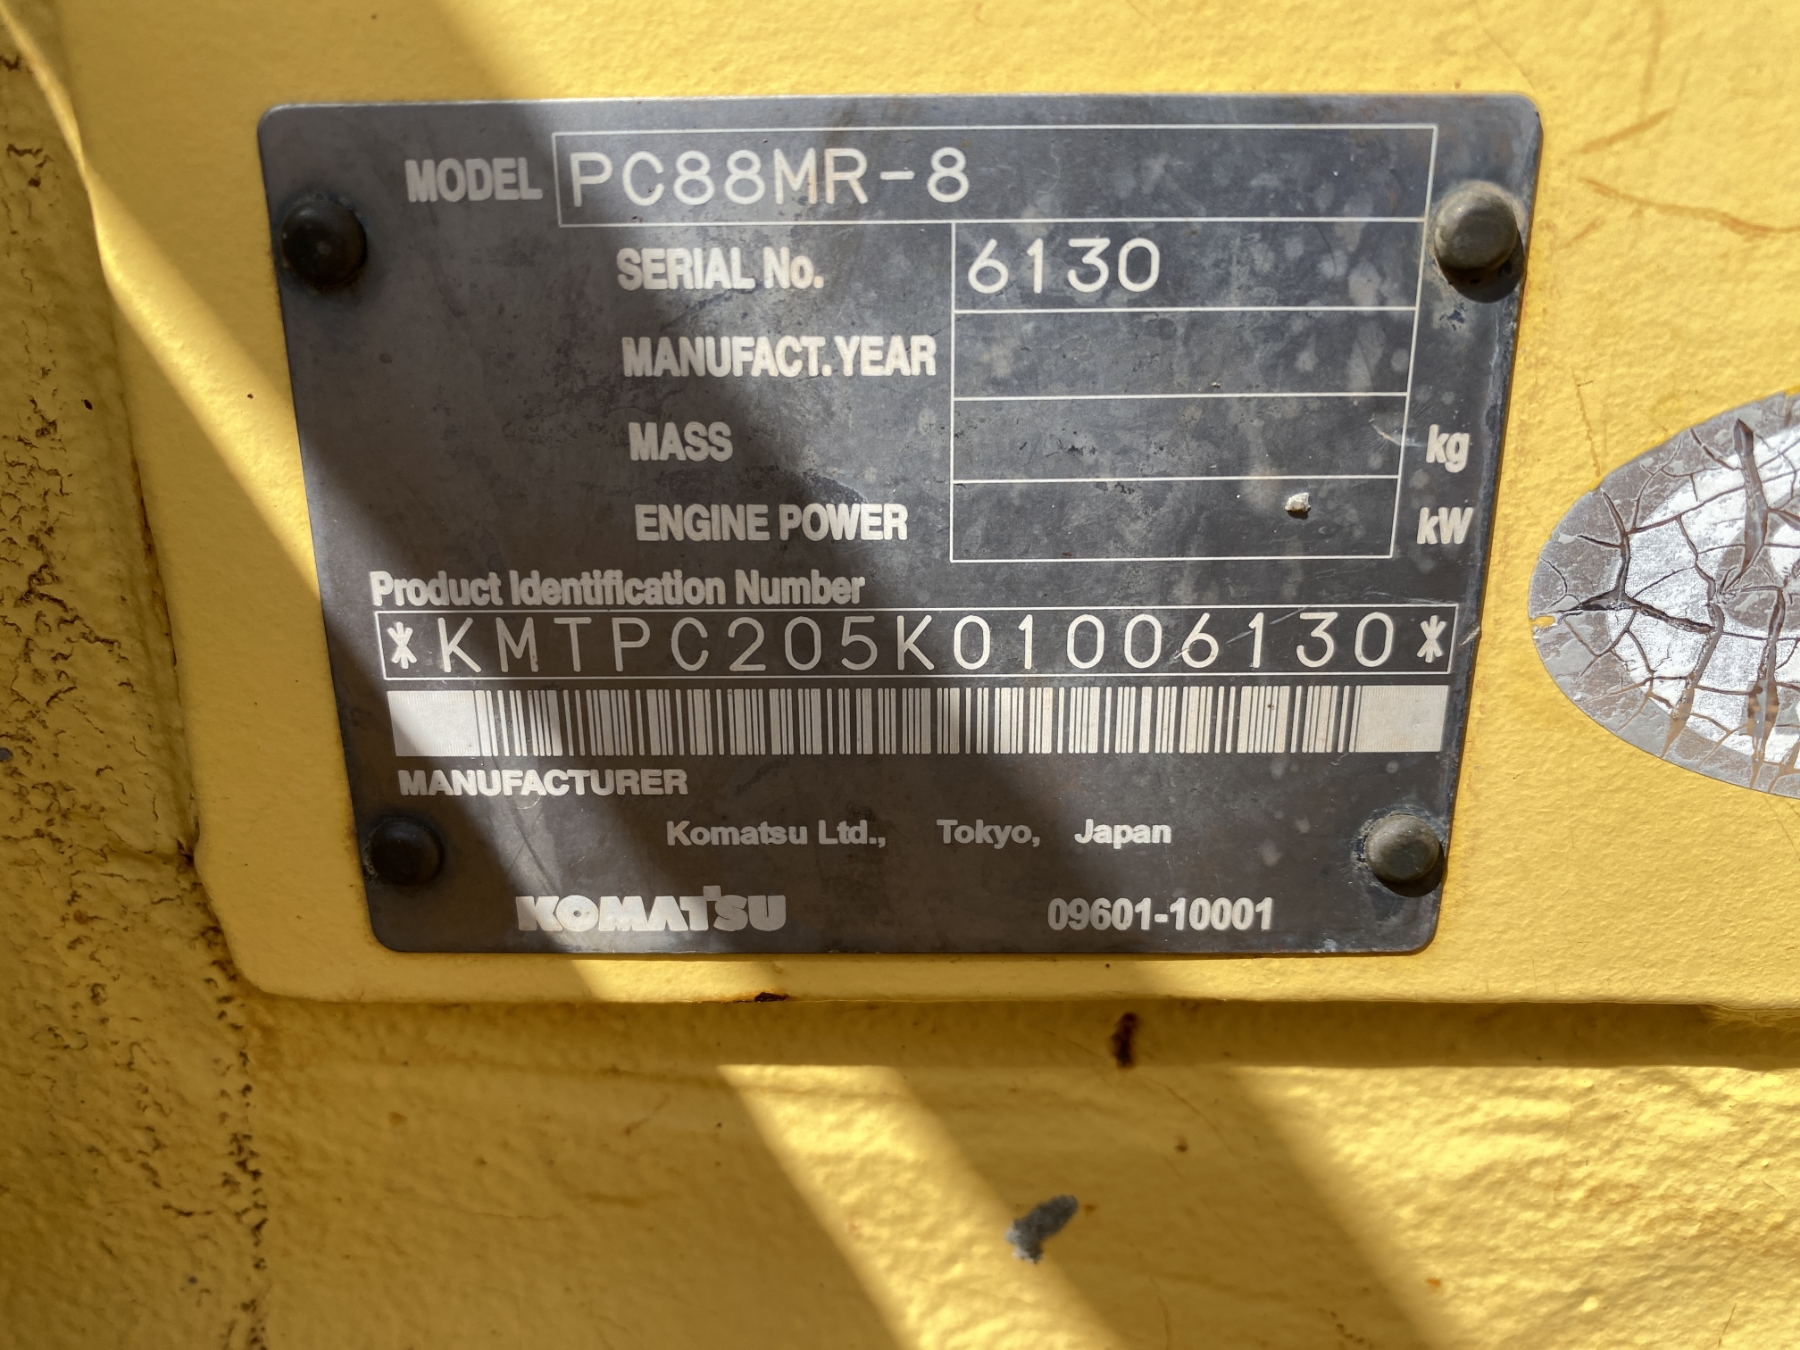 MODEL PC88MR-8
SERIAL No. 6130
MANUFACT.YEAR
MASS kg
ENGINE POWER kW
Product Identification Number
*KMTPC205K01006130*
MANUFACTURER
Komatsu Ltd., Tokyo, Japan
KOMATSU 09601-10001